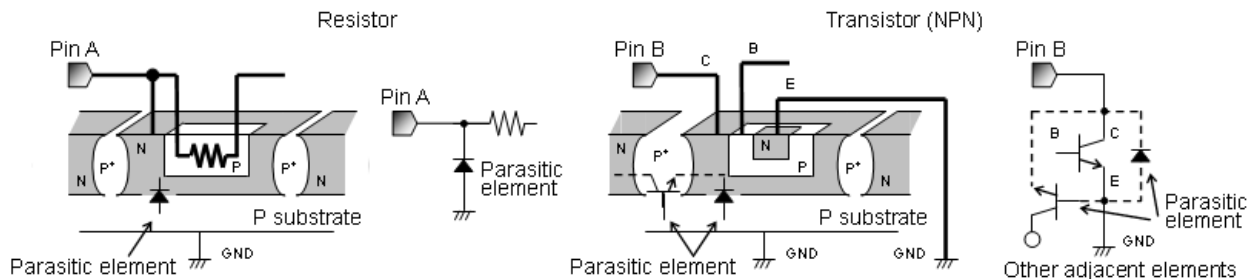 Resistor
Pin A
N
P+
N
P
P+
N
P substrate
GND
Parasitic element
Pin A
Parasitic
element
Transistor (NPN)
Pin B
C
B
E
N
P+
N
P
N
P+
N
P substrate
GND
GND
Parasitic element
Pin B
B
C
E
Parasitic
element
GND
Other adjacent elements